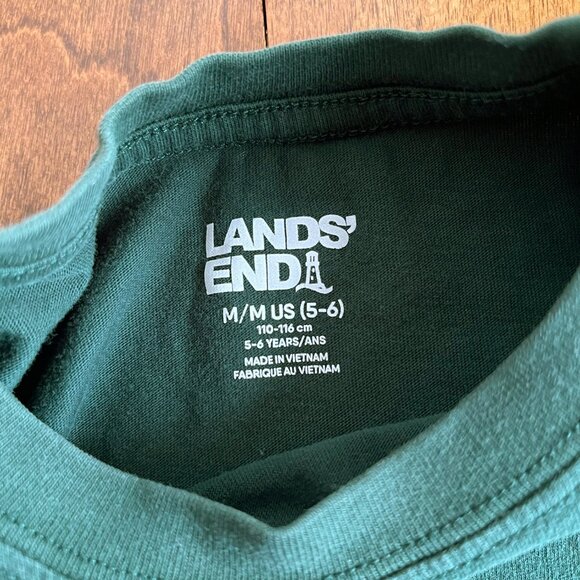 LANDS'
END
M/M US (5-6)
110-116 cm
5-6 YEARS/ANS
MADE IN VIETNAM
FABRIQUE AU VIETNAM